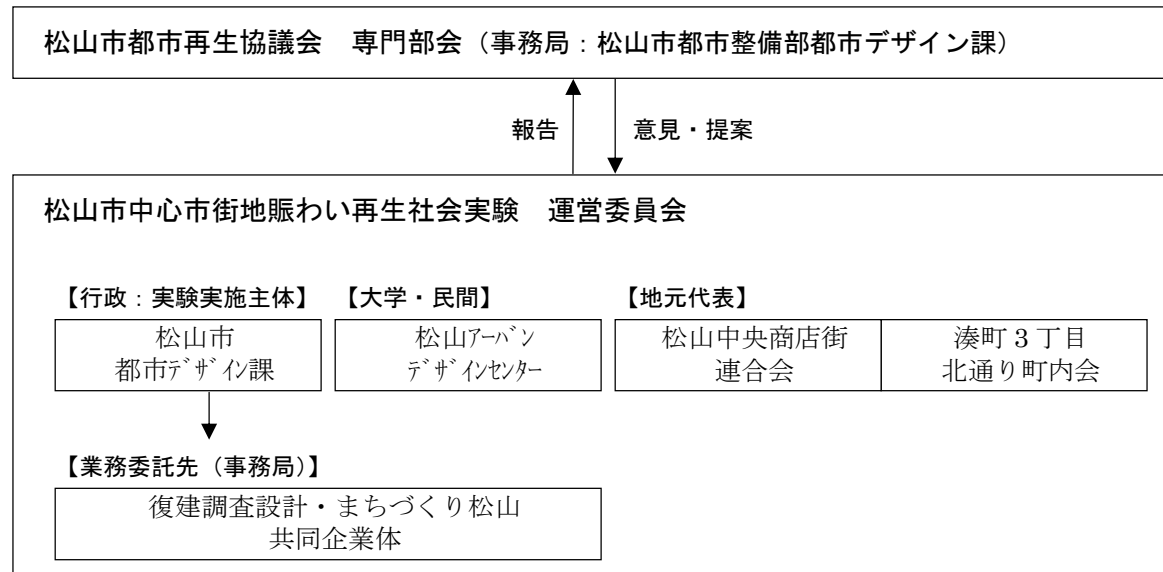 松山市都市再生協議会　専門部会（事務局：松山市都市整備部都市デザイン課）
報告
意見・提案
松山市中心市街地賑わい再生社会実験　運営委員会
【行政：実験実施主体】
【大学・民間】
【地元代表】
松山市
都市ﾃﾞｻﾞｲﾝ課
松山ｱｰﾊﾞﾝ
ﾃﾞｻﾞｲﾝｾﾝﾀｰ
松山中央商店街
連合会
湊町３丁目
北通り町内会
【業務委託先（事務局）】
復建調査設計・まちづくり松山
共同企業体